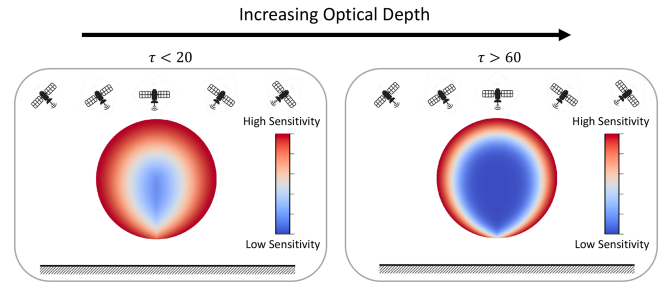 Increasing Optical Depth
τ < 20
τ > 60
High Sensitivity
Low Sensitivity
High Sensitivity
Low Sensitivity